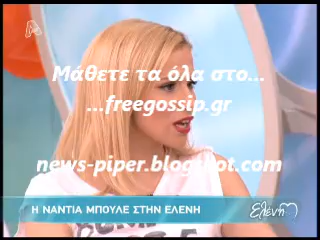 Μάθετε τα όλα στο...
...freegossip.gr
news-piper.blogspot.com
Η ΝΑΝΤΙΑ ΜΠΟΥΛΕ ΣΤΗΝ ΕΛΕΝΗ
Ελένη